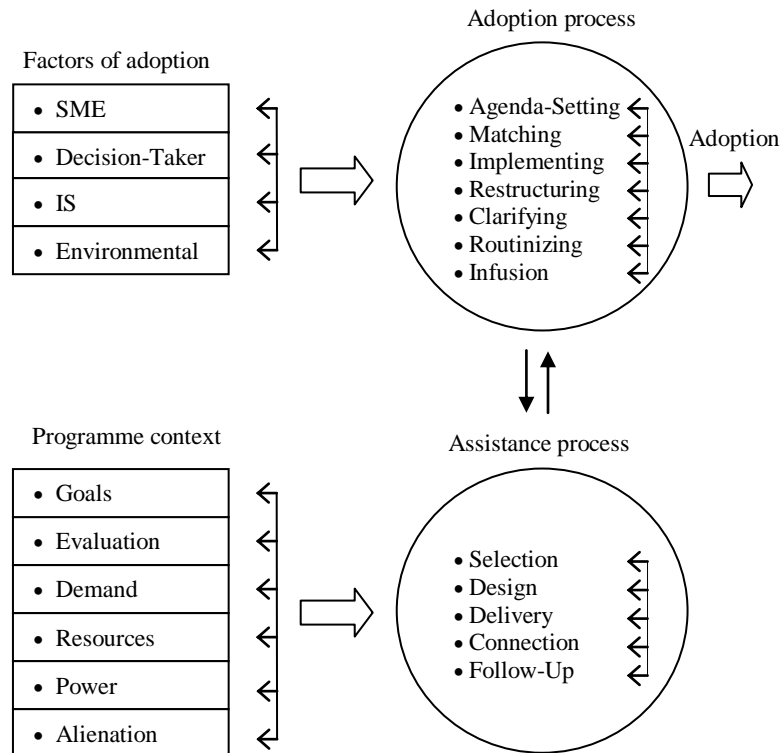 Adoption process
Factors of adoption
• SME
• Decision-Taker
• IS
• Environmental
• Agenda-Setting
• Matching
• Implementing
• Restructuring
• Clarifying
• Routinizing
• Infusion
Adoption
Programme context
• Goals
• Evaluation
• Demand
• Resources
• Power
• Alienation
Assistance process
• Selection
• Design
• Delivery
• Connection
• Follow-Up